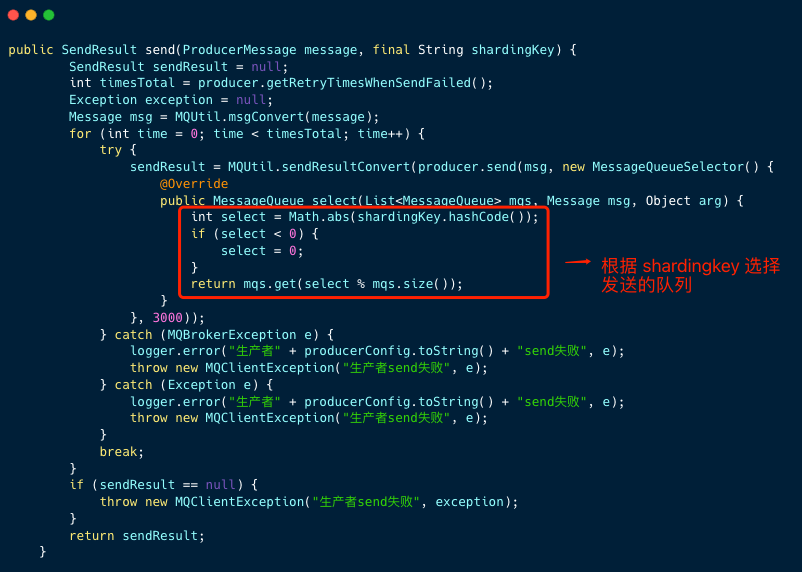 public SendResult send(ProducerMessage message, final String shardingKey) {
        SendResult sendResult = null;
        int timesTotal = producer.getRetryTimesWhenSendFailed();
        Exception exception = null;
        Message msg = MQUtil.msgConvert(message);
        for (int time = 0; time < timesTotal; time++) {
            try {
                sendResult = MQUtil.sendResultConvert(producer.send(msg, new MessageQueueSelector() {
                    @Override
                    public MessageQueue select(List<MessageQueue> mqs, Message msg, Object arg) {
                        int select = Math.abs(shardingKey.hashCode());
                        if (select < 0) {
                            select = 0;
                        }
                        return mqs.get(select % mqs.size());
                    }
                }, 3000));
            } catch (MQBrokerException e) {
                logger.error("生产者" + producerConfig.toString() + "send失败", e);
                throw new MQClientException("生产者send失败", e);
            } catch (Exception e) {
                logger.error("生产者" + producerConfig.toString() + "send失败", e);
                throw new MQClientException("生产者send失败", e);
            }
            break;
        }
        if (sendResult == null) {
            throw new MQClientException("生产者send失败", exception);
        }
        return sendResult;
    }
根据 shardingkey 选择
发送的队列